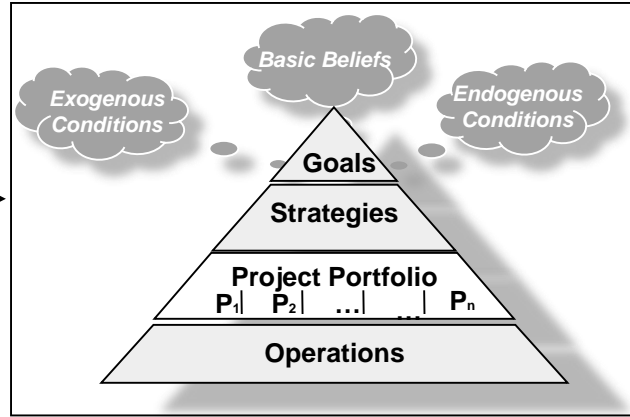 Basic Beliefs
Exogenous
Conditions
Endogenous
Conditions
Goals
Strategies
Project Portfolio
P1| P2| ...| ...| Pn
Operations